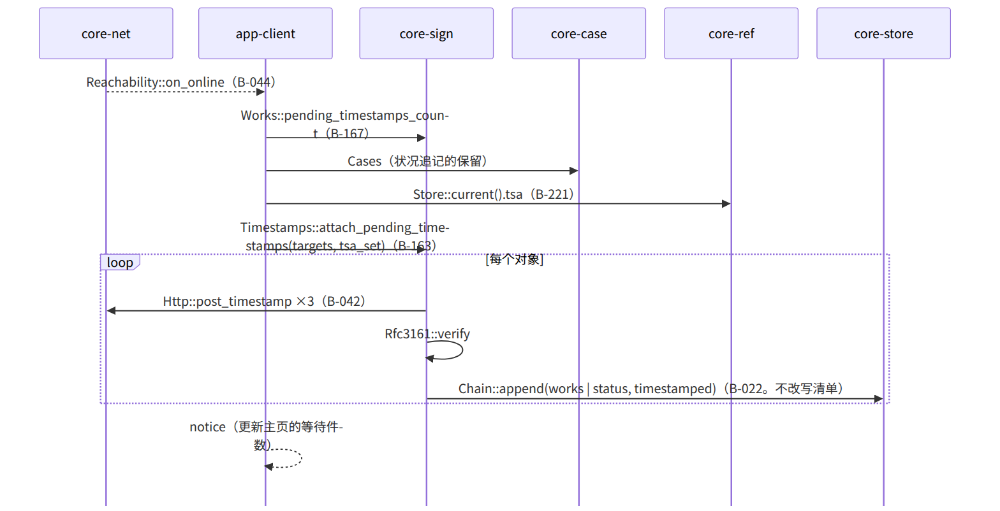 core-net
app-client
core-sign
core-case
core-ref
core-store
Reachability::on_online（B-044）
Works::pending_timestamps_coun-
t（B-167）
Cases（状况追记的保留）
Store::current().tsa（B-221）
Timestamps::attach_pending_time-
stamps(targets, tsa_set)（B-163）
loop
[每个对象]
Http::post_timestamp ×3（B-042）
Rfc3161::verify
Chain::append(works | status, timestamped)（B-022。不改写清单）
notice（更新主页的等待件-
数）